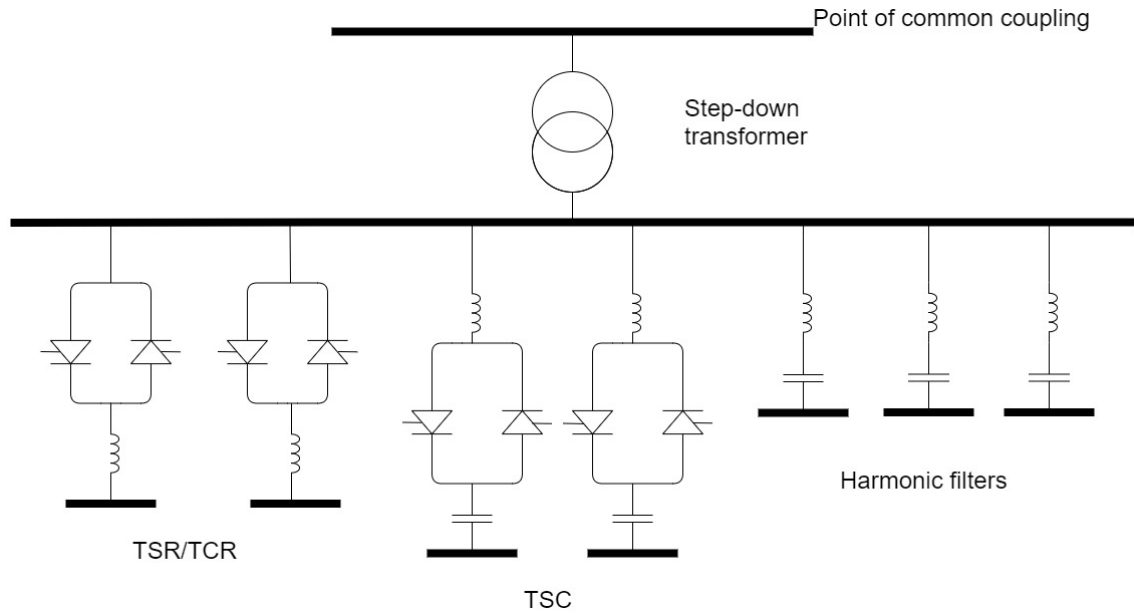 Point of common coupling
Step-down
transformer
Harmonic filters
TSR/TCR
TSC